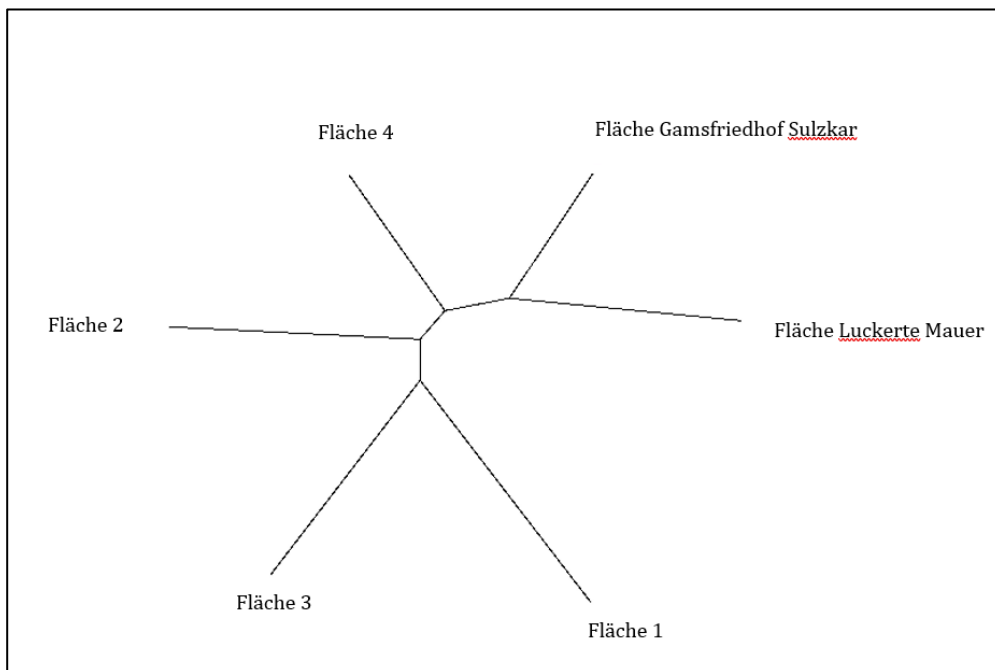 Fläche 4
Fläche Gamsfriedhof Sulzkar
Fläche 2
Fläche Luckerte Mauer
Fläche 3
Fläche 1